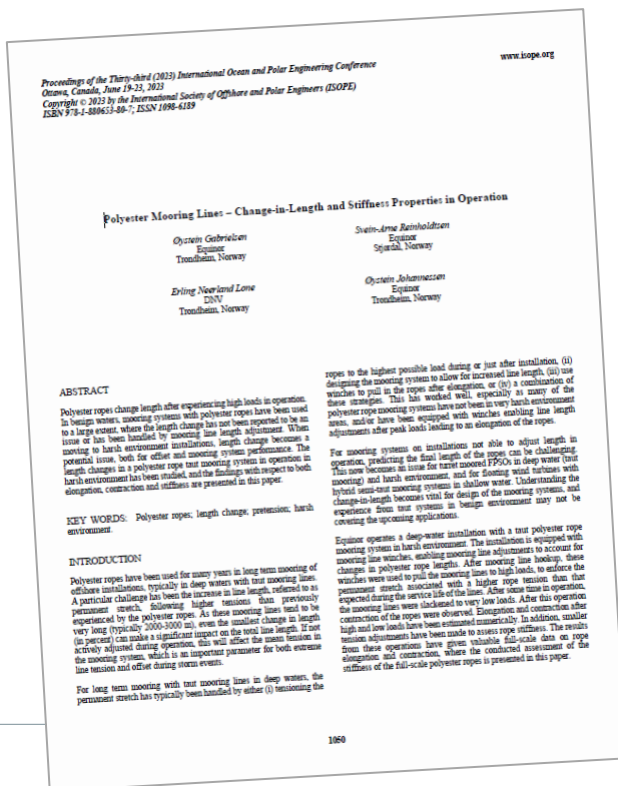 Proceedings of the Thirty-third (2023) International Ocean and Polar Engineering Conference
Ottawa, Canada, June 19-23, 2023
Copyright © 2023 by the International Society of Offshore and Polar Engineers (ISOPE)
ISBN 978-1-880653-80-7; ISSN 1098-6189
www.isope.org
Polyester Mooring Lines – Change-in-Length and Stiffness Properties in Operation
Øystein Gabrielsen
Equinor
Trondheim, Norway
Svein-Arne Reinholdtsen
Equinor
Stjørdal, Norway
Erling Neerland Lone
DNV
Trondheim, Norway
Øystein Johannessen
Equinor
Trondheim, Norway
ABSTRACT
Polyester ropes change length after experiencing high loads in operation.
In benign waters, mooring systems with polyester ropes have been used
to a large extent, where the length change has not been reported to be an
issue or has been handled by mooring line length adjustment. When
moving to harsh environment installations, length change becomes a
potential issue, both for offset and mooring system performance. The
length changes in a polyester rope taut mooring system in operation in
harsh environment has been studied, and the findings with respect to both
elongation, contraction and stiffness are presented in this paper.
KEY WORDS: Polyester ropes; length change; pretension; harsh
environment.
INTRODUCTION
Polyester ropes have been used for many years in long term mooring of
offshore installations, typically in deep waters with taut mooring lines.
A particular challenge has been the increase in line length, referred to as
permanent stretch, following higher tensions than previously
experienced by the polyester ropes. As these mooring lines tend to be
very long (typically 2000-3000 m), even the smallest change in length
(in percent) can make a significant impact on the total line length. If not
actively adjusted during operation, this will affect the mean tension in
the mooring system, which is an important parameter for both extreme
line tension and offset during storm events.
For long term mooring with taut mooring lines in deep waters, the
permanent stretch has typically been handled by either (i) tensioning the
ropes to the highest possible load during or just after installation, (ii)
designing the mooring system to allow for increased line length, (iii) use
winches to pull in the ropes after elongation, or (iv) a combination of
these strategies. This has worked well, especially as many of the
polyester rope mooring systems have not been in very harsh environment
areas, and/or have been equipped with winches enabling line length
adjustments after peak loads leading to an elongation of the ropes.
For mooring systems on installations not able to adjust length in
operation, predicting the final length of the ropes can be challenging.
This now becomes an issue for turret moored FPSOs in deep water (taut
mooring) and harsh environment, and for floating wind turbines with
hybrid semi-taut mooring systems in shallow water. Understanding the
change-in-length becomes vital for design of the mooring systems, and
experience from taut systems in benign environment may not be
covering the upcoming applications.
Equinor operates a deep-water installation with a taut polyester rope
mooring system in harsh environment. The installation is equipped with
mooring line winches, enabling mooring line adjustments to account for
changes in polyester rope lengths. After mooring line hookup, these
winches were used to pull the mooring lines to high loads, to enforce the
permanent stretch associated with a higher rope tension than that
expected during the service life of the lines. After some time in operation
the mooring lines were slackened to very low loads. After this operation
contraction of the ropes were observed. Elongation and contraction after
high and low loads have been estimated numerically. In addition, smaller
tension adjustments have been made to assess rope stiffness. The results
from these operations have given valuable full-scale data on rope
elongation and contraction, where the conducted assessment of the
stiffness of the full-scale polyester ropes is presented in this paper.
1060